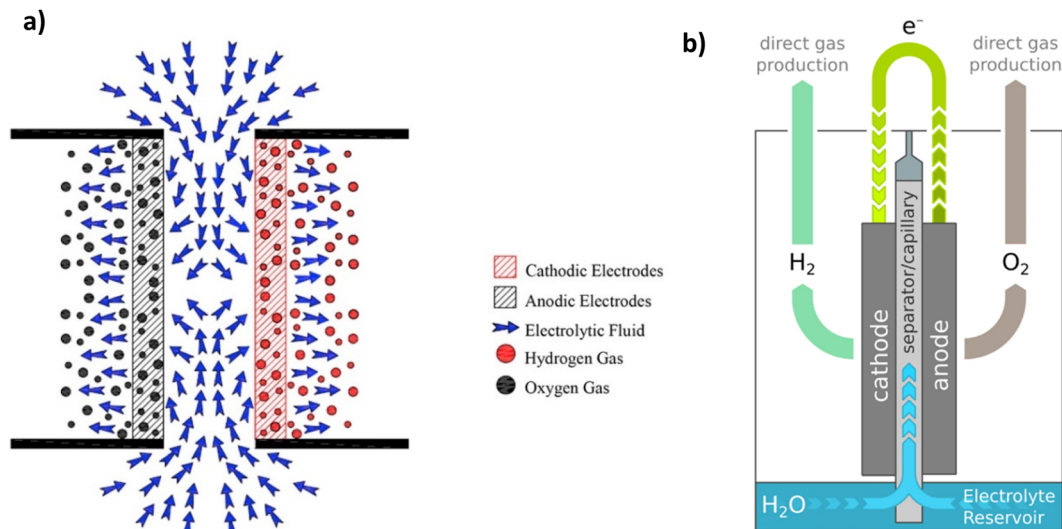 a)
Cathodic Electrodes
Anodic Electrodes
Electrolytic Fluid
Hydrogen Gas
Oxygen Gas
b)
e⁻
direct gas
production
direct gas
production
H₂
O₂
cathode
separator/capillary
anode
H₂O
Electrolyte
Reservoir